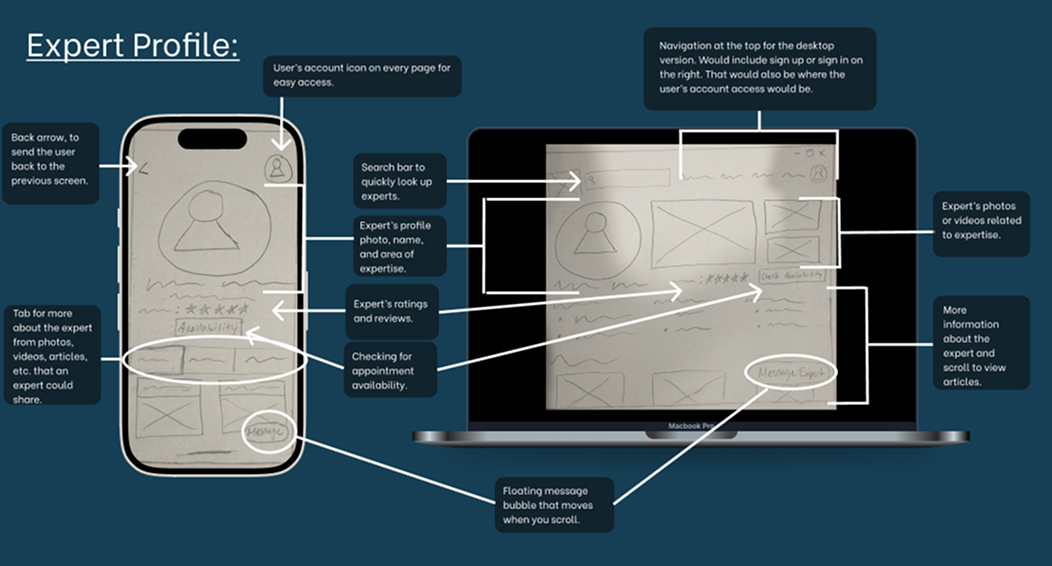 Expert Profile:
User's account icon on every page for
easy access.
Navigation at the top for the desktop
version. Would include sign up or sign in on
the right. That would also be where the
user's account access would be.
Back arrow, to
send the user
back to the
previous screen.
Search bar to
quickly look up
experts.
Expert's profile
photo, name,
and area of
expertise.
Expert's photos
or videos related
to expertise.
Expert's ratings
and reviews.
Checking for
appointment
availability.
Tab for more
about the expert
from photos,
videos, articles,
etc. that an
expert could
share.
More
information
about the
expert and
scroll to view
articles.
Availability
Message
Check Availability
Message Expert
Macbook Pro
Floating message
bubble that moves
when you scroll.